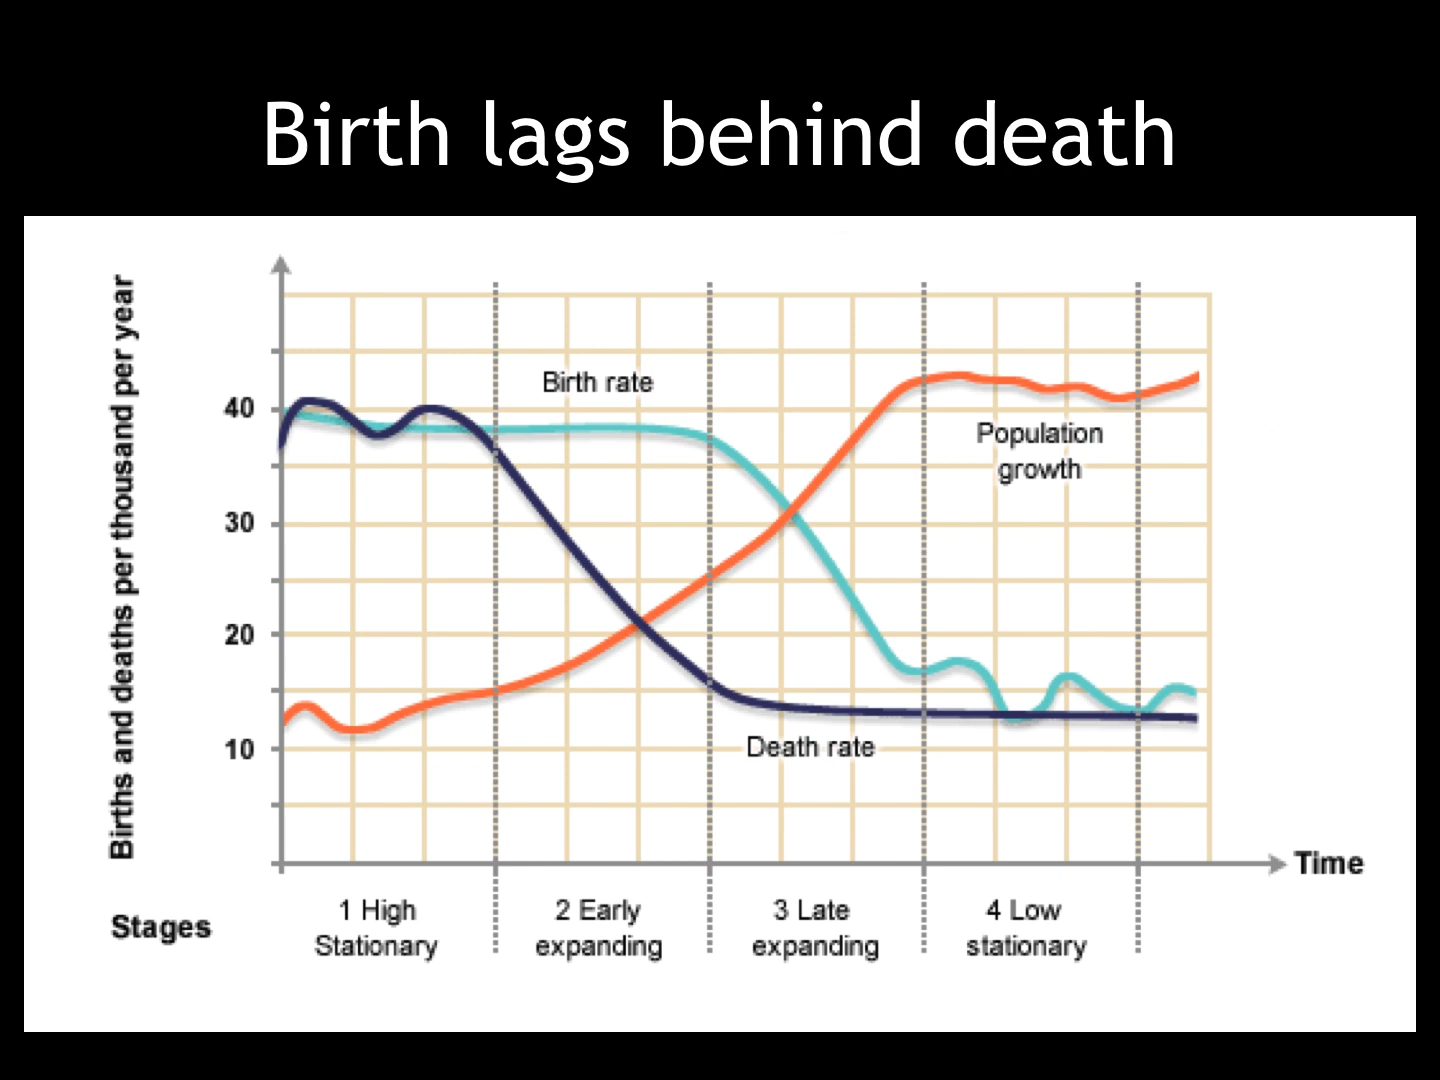 Birth lags behind death
Births and deaths per thousand per year
40
30
20
10
Birth rate
Population
growth
Death rate
Time
Stages
1 High
Stationary
2 Early
expanding
3 Late
expanding
4 Low
stationary